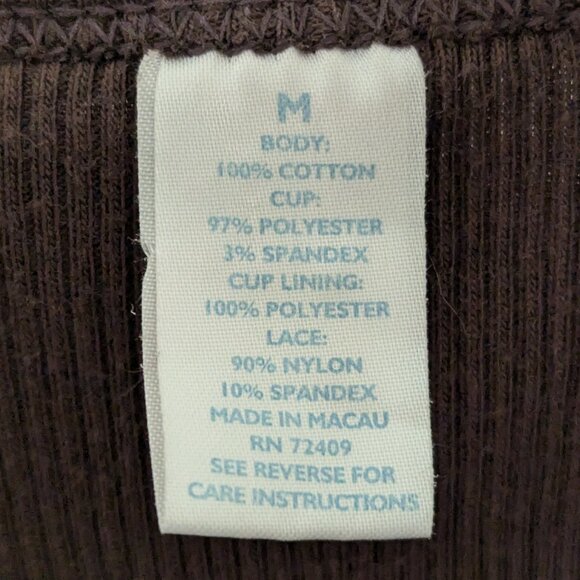 M
BODY:
100% COTTON
CUP:
97% POLYESTER
3% SPANDEX
CUP LINING:
100% POLYESTER
LACE:
90% NYLON
10% SPANDEX
MADE IN MACAU
RN 72409
SEE REVERSE FOR
CARE INSTRUCTIONS